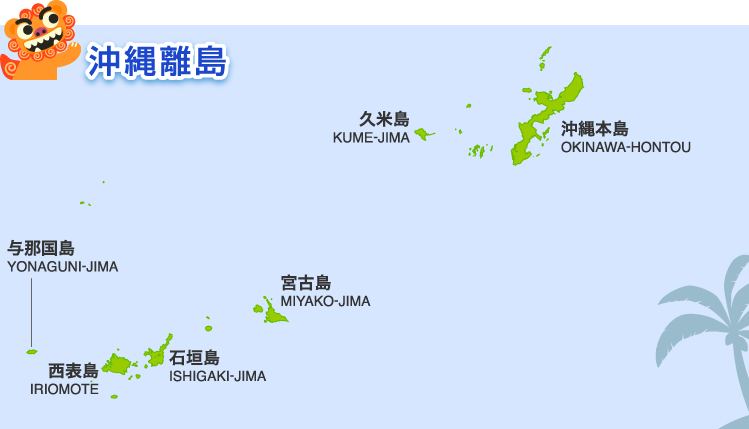 沖縄離島
久米島
KUME-JIMA
沖縄本島
OKINAWA-HONTOU
与那国島
YONAGUNI-JIMA
宮古島
MIYAKO-JIMA
石垣島
ISHIGAKI-JIMA
西表島
IRIOMOTE